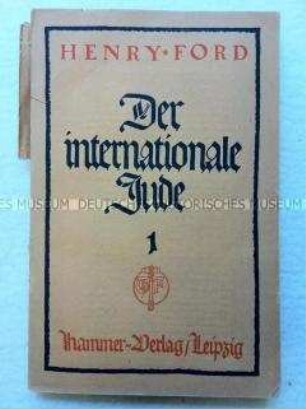 HENRY · FORD
Der
internationale
Jude
1
Hammer-Verlag/Leipzig